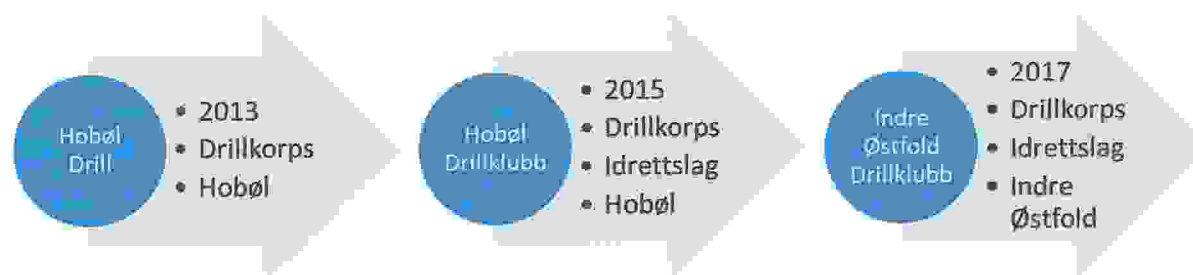 Hobøl
Drill
• 2013
• Drillkorps
• Hobøl
Hobøl
Drillklubb
• 2015
• Drillkorps
• Idrettslag
• Hobøl
Indre
Østfold
Drillklubb
• 2017
• Drillkorps
• Idrettslag
• Indre
Østfold